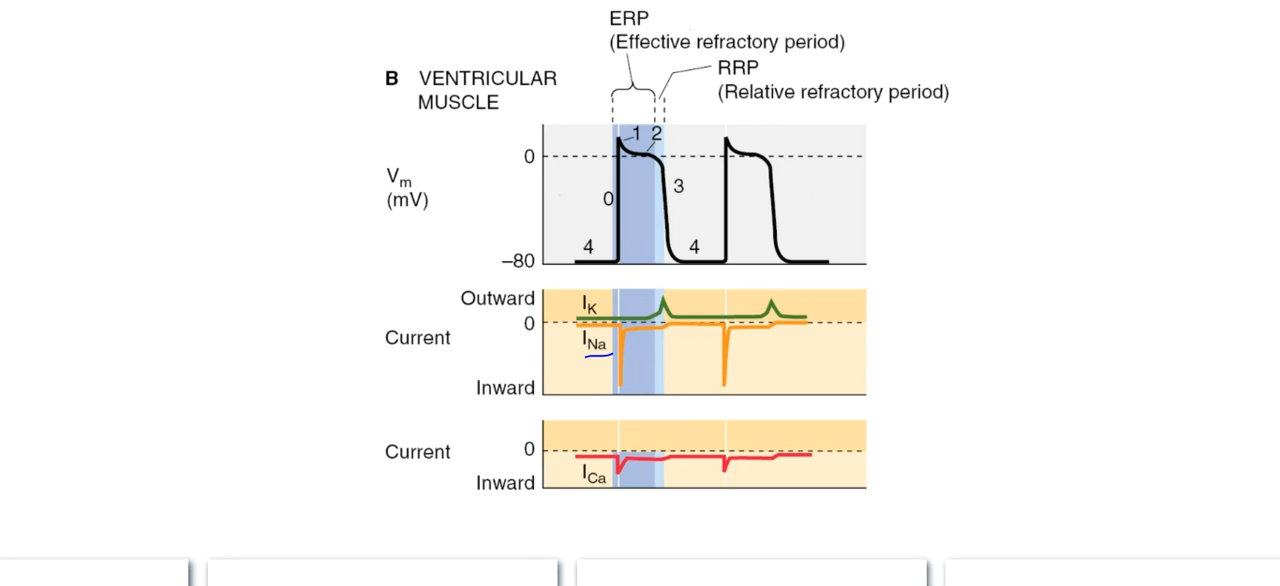 ERP
(Effective refractory period)
RRP
(Relative refractory period)
B VENTRICULAR
MUSCLE
1 2
0
Vm
(mV)
3
0
4
4
–80
Outward
IK
0
INa
Current
Inward
0
Current
ICa
Inward